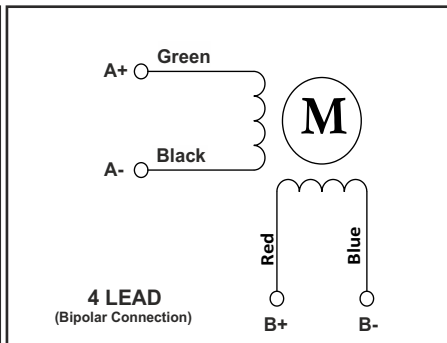 A+ Green
M
A- Black
Red
Blue
4 LEAD
(Bipolar Connection)
B+ B-